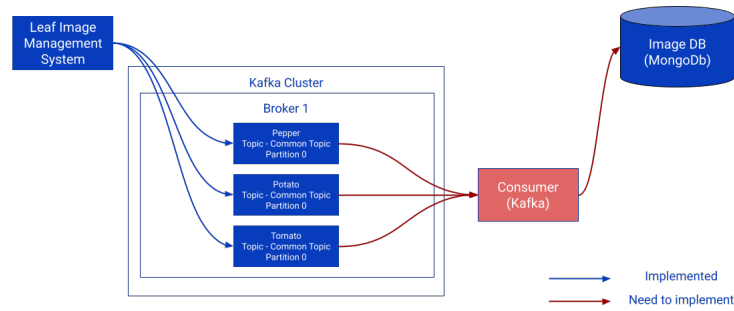 Leaf Image
Management
System
Image DB
(MongoDb)
Kafka Cluster
Broker 1
Pepper
Topic - Common Topic
Partition 0
Potato
Topic - Common Topic
Partition 0
Tomato
Topic - Common Topic
Partition 0
Consumer
(Kafka)
Implemented
Need to implement